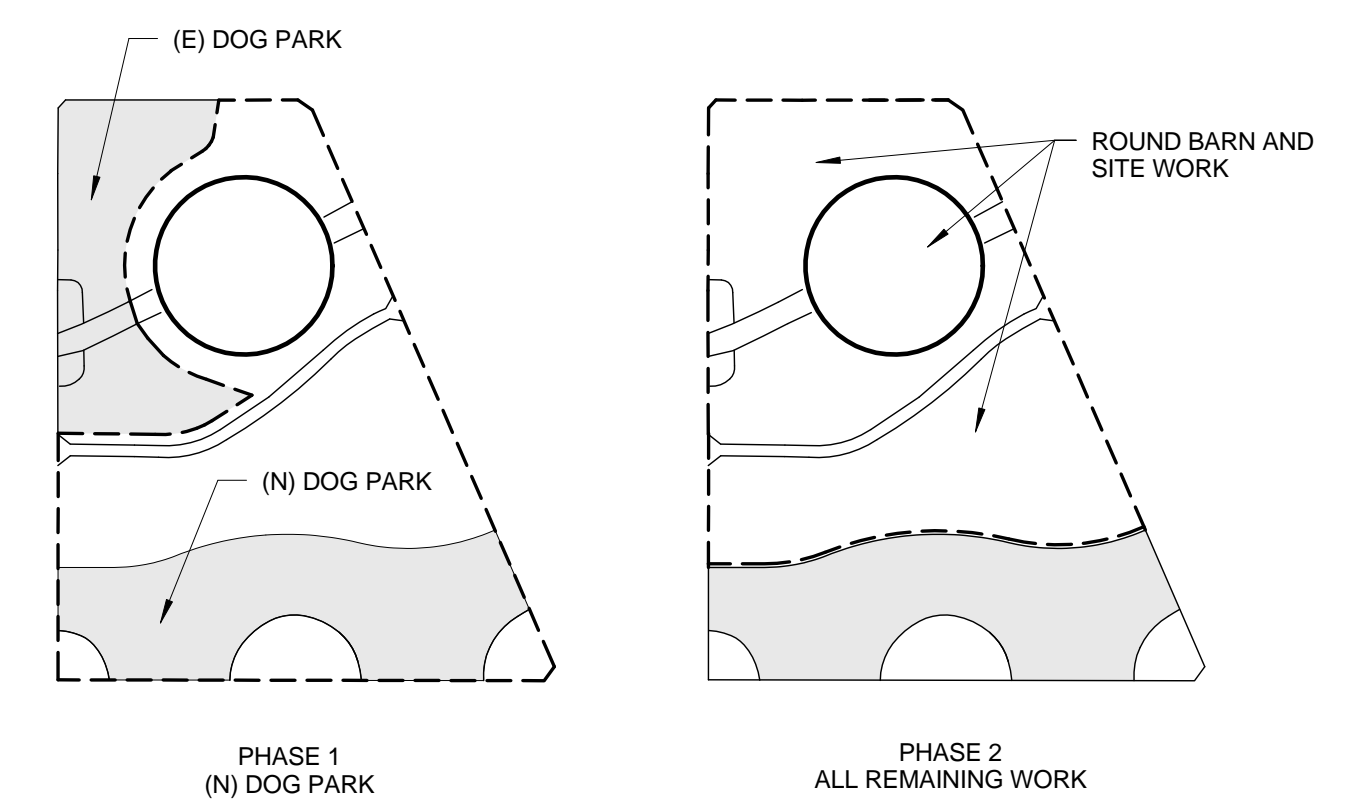 (E) DOG PARK
ROUND BARN AND
SITE WORK
(N) DOG PARK
PHASE 1
(N) DOG PARK
PHASE 2
ALL REMAINING WORK